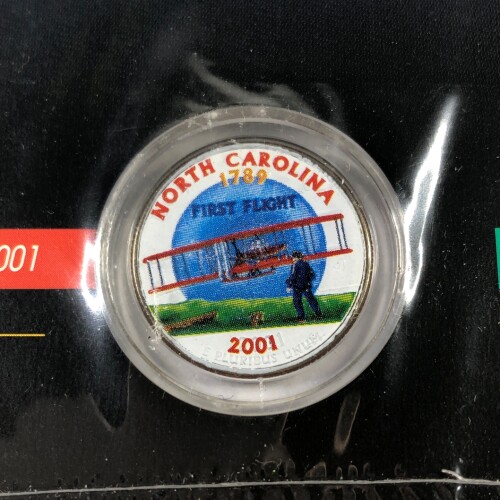 NORTH CAROLINA
1789
FIRST FLIGHT
001
2001
E PLURIBUS UNUM